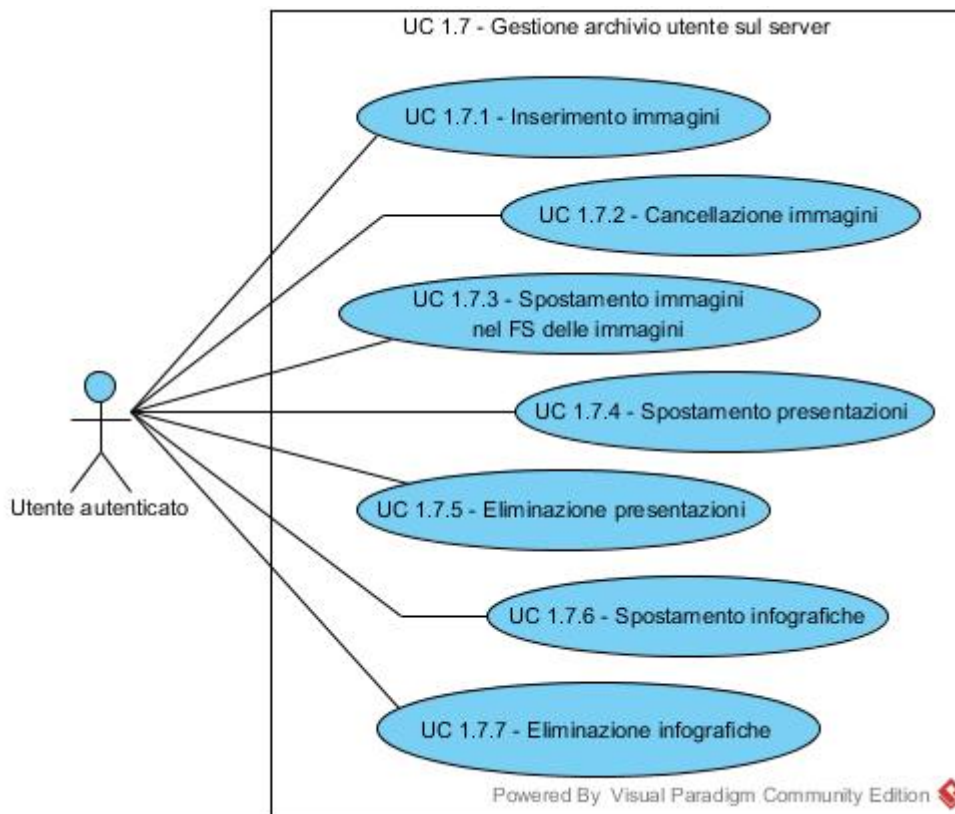 UC 1.7 - Gestione archivio utente sul server
UC 1.7.1 - Inserimento immagini
UC 1.7.2 - Cancellazione immagini
UC 1.7.3 - Spostamento immagini
nel FS delle immagini
UC 1.7.4 - Spostamento presentazioni
Utente autenticato
UC 1.7.5 - Eliminazione presentazioni
UC 1.7.6 - Spostamento infografiche
UC 1.7.7 - Eliminazione infografiche
Powered By Visual Paradigm Community Edition